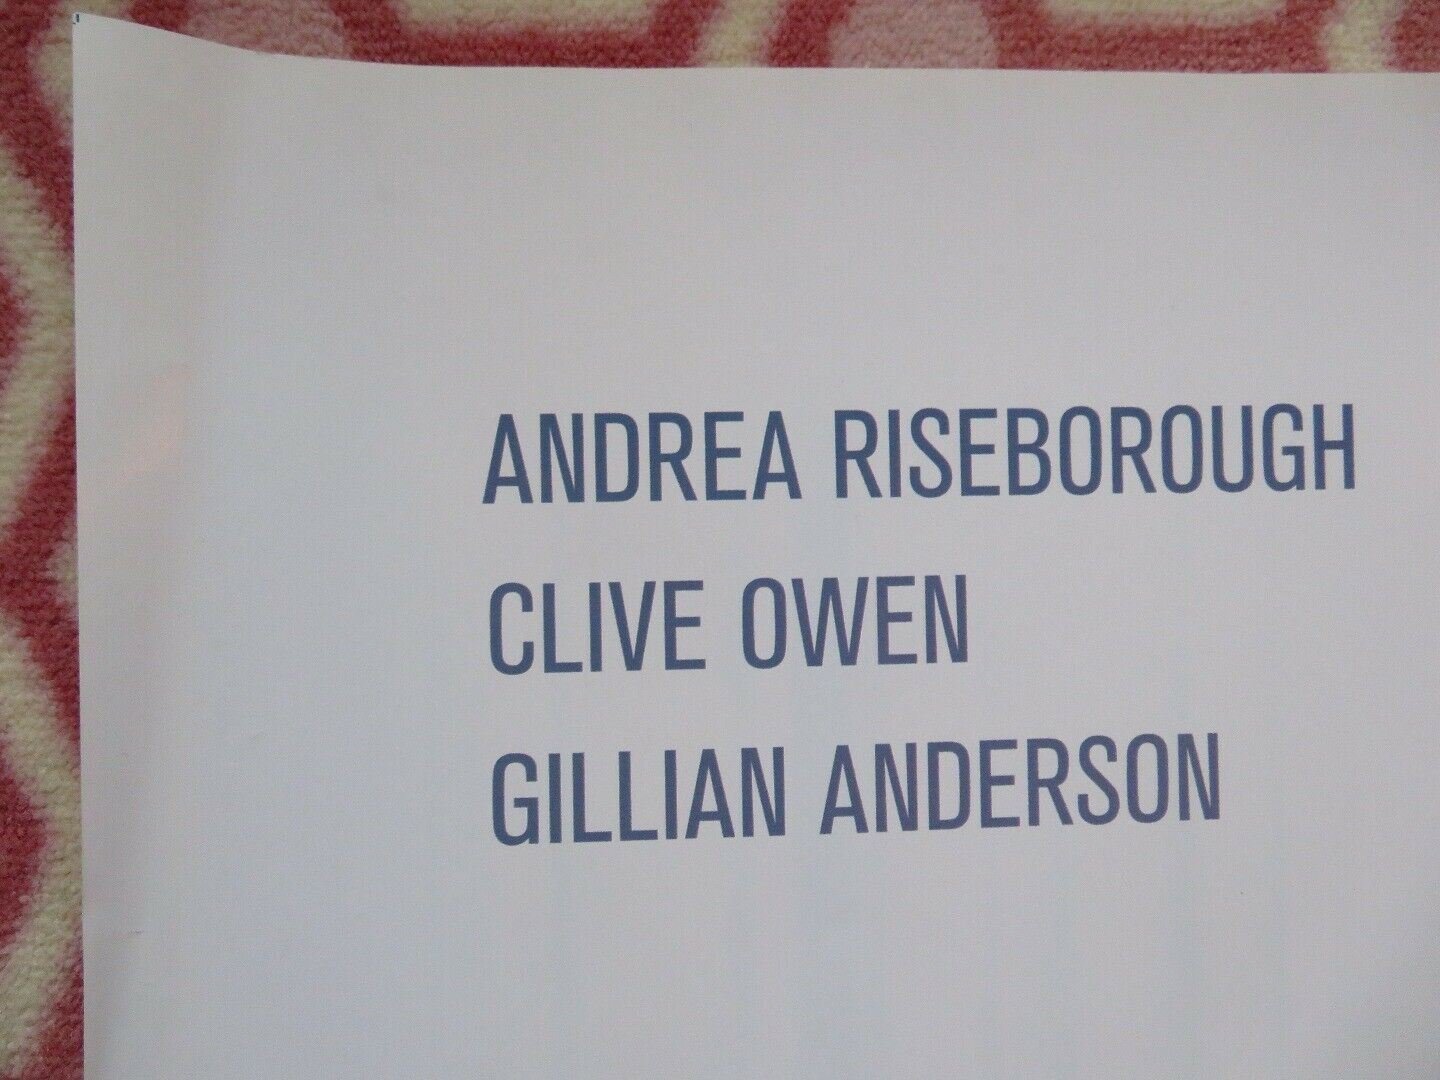 ANDREA RISEBOROUGH
CLIVE OWEN
GILLIAN ANDERSON